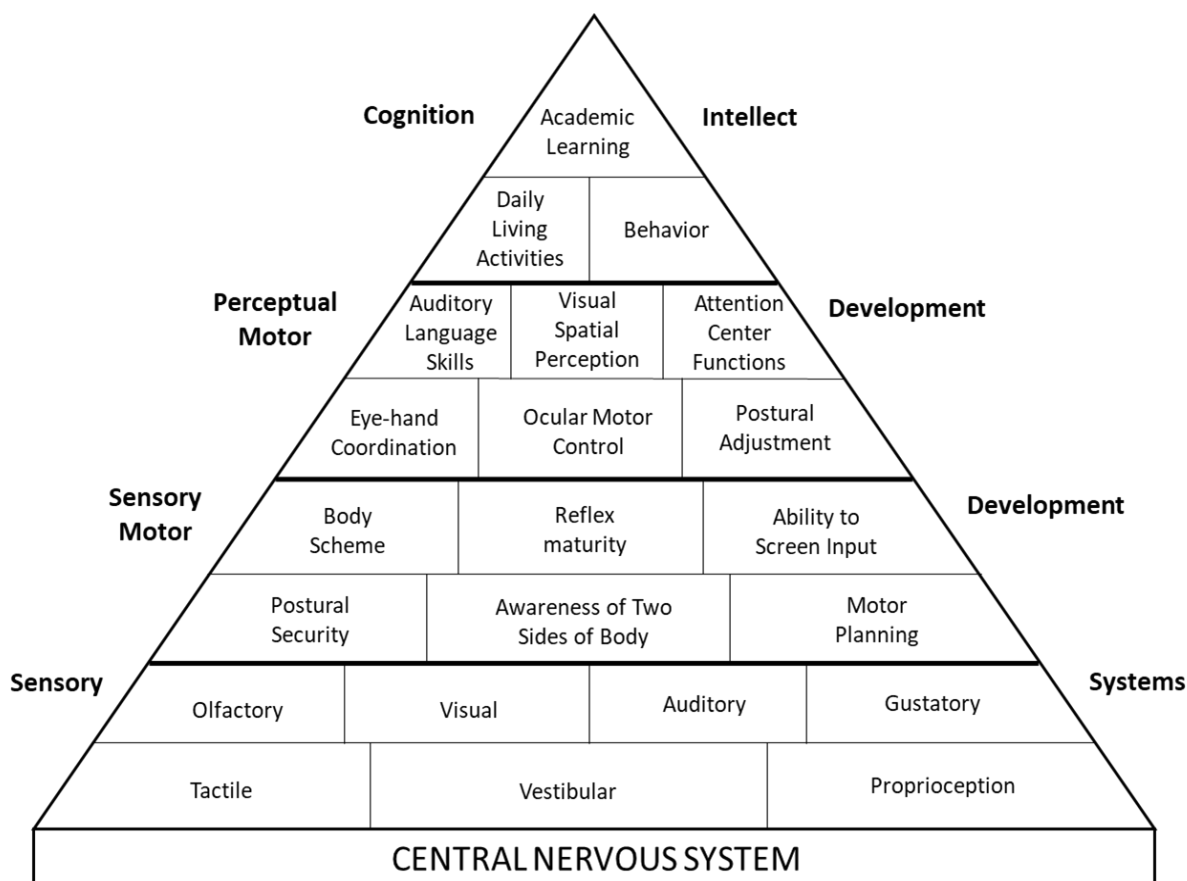 Cognition
Academic
Learning
Intellect
Daily
Living
Activities
Behavior
Perceptual
Motor
Auditory
Language
Skills
Visual
Spatial
Perception
Attention
Center
Functions
Development
Eye-hand
Coordination
Ocular Motor
Control
Postural
Adjustment
Sensory
Motor
Body
Scheme
Reflex
maturity
Ability to
Screen Input
Development
Postural
Security
Awareness of Two
Sides of Body
Motor
Planning
Sensory
Olfactory
Visual
Auditory
Gustatory
Systems
Tactile
Vestibular
Proprioception
CENTRAL NERVOUS SYSTEM